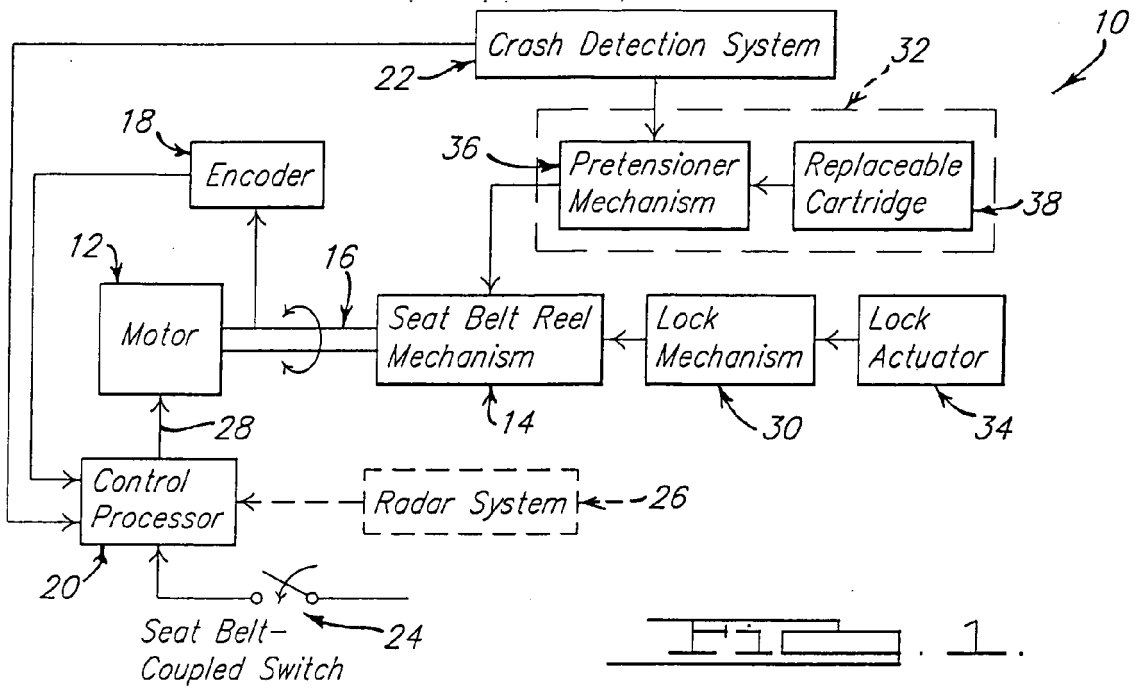 10
Crash Detection System
22
32
18
Encoder
36
Pretensioner
Mechanism
Replaceable
Cartridge
38
12
Motor
16
Seat Belt Reel
Mechanism
14
Lock
Mechanism
30
Lock
Actuator
34
28
Control
Processor
20
Radar System
26
24
Seat Belt-
Coupled Switch